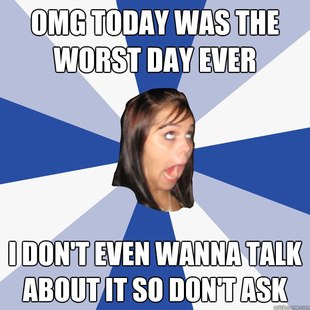 OMG TODAY WAS THE
WORST DAY EVER
I DON'T EVEN WANNA TALK
ABOUT IT SO DON'T ASK